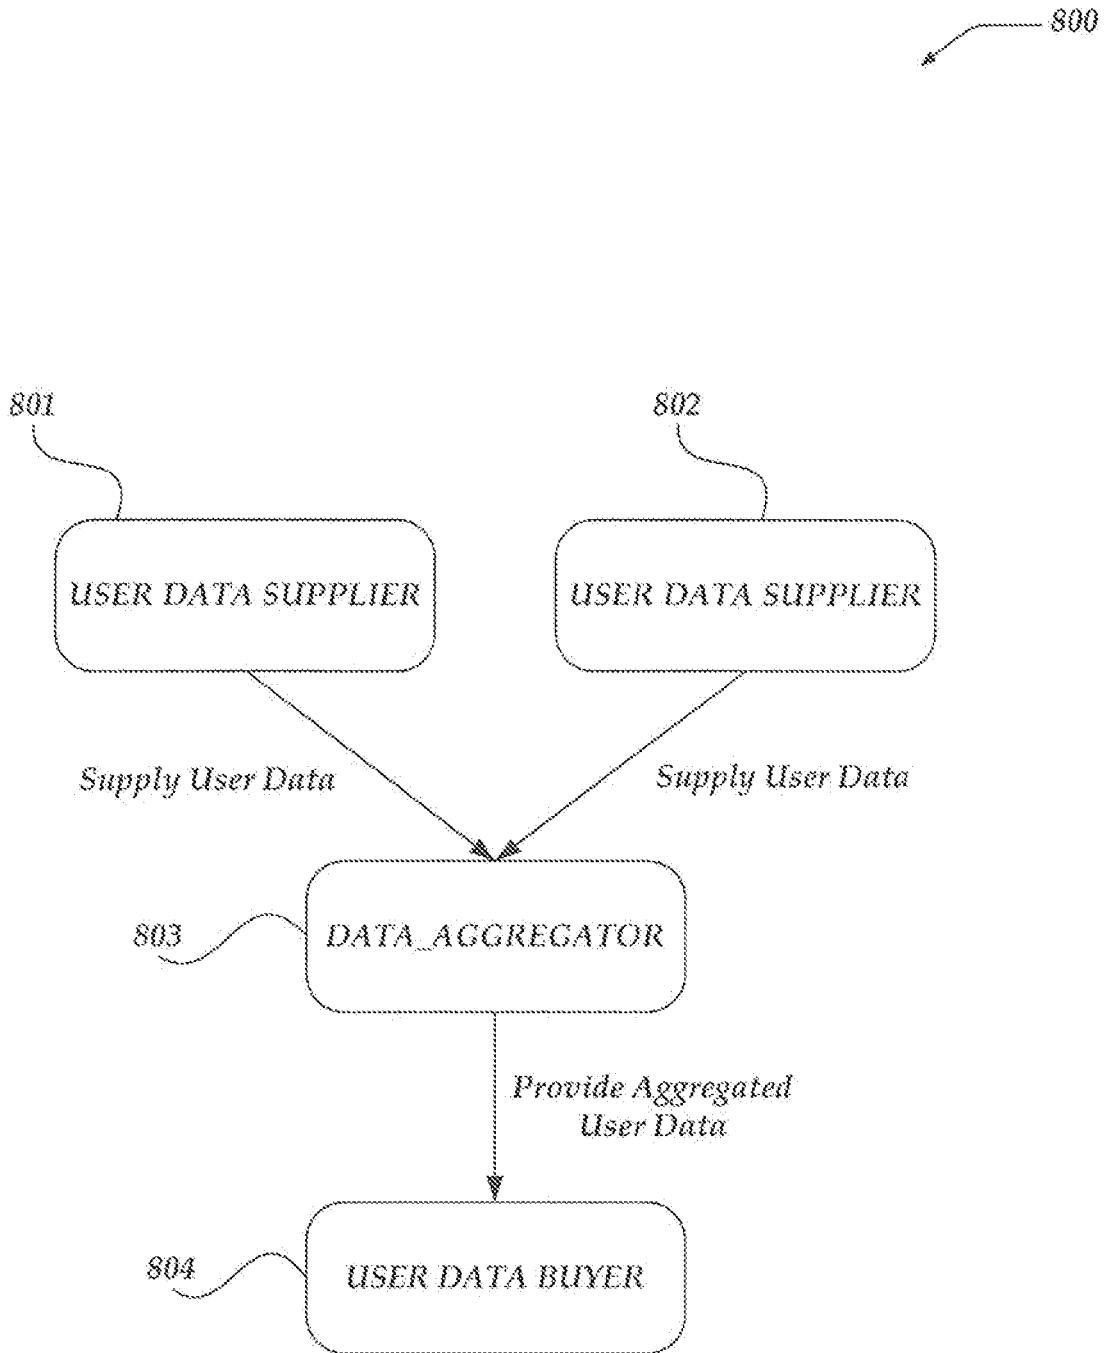 800
801
802
USER DATA SUPPLIER
USER DATA SUPPLIER
Supply User Data
Supply User Data
803
DATA_AGGREGATOR
Provide Aggregated
User Data
804
USER DATA BUYER